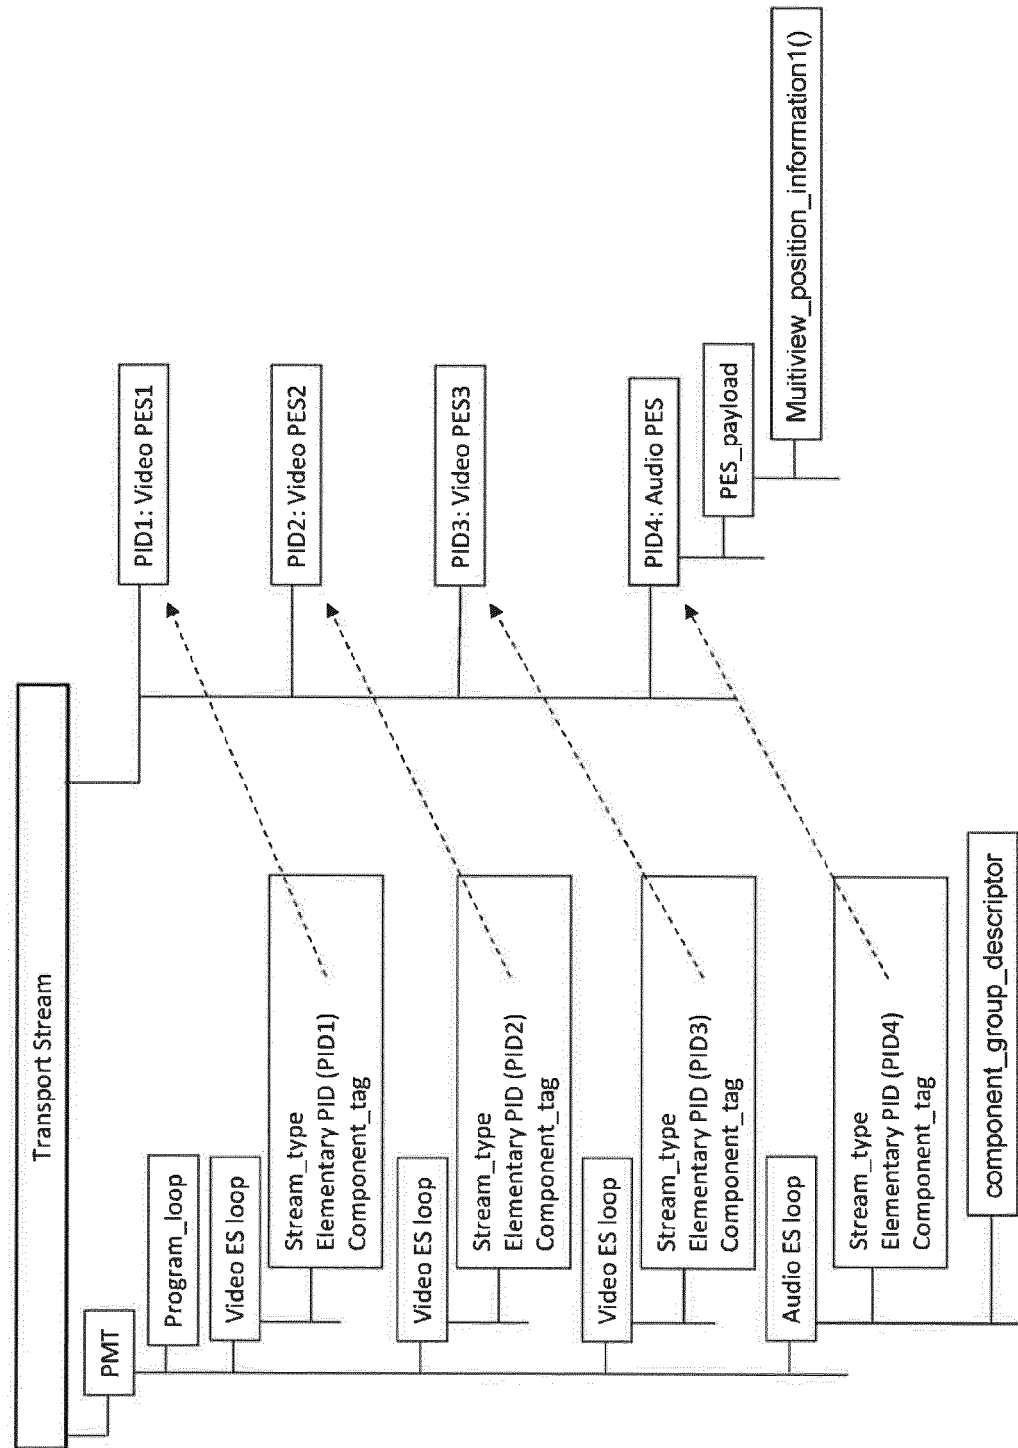 Transport Stream
PMT
Program_loop
Video ES loop
Stream_type
Elementary PID (PID1)
Component_tag
Video ES loop
Stream_type
Elementary PID (PID2)
Component_tag
Video ES loop
Stream_type
Elementary PID (PID3)
Component_tag
Audio ES loop
Stream_type
Elementary PID (PID4)
Component_tag
component_group_descriptor
PID1: Video PES1
PID2: Video PES2
PID3: Video PES3
PID4: Audio PES
PES_payload
Muitiview_position_information1()